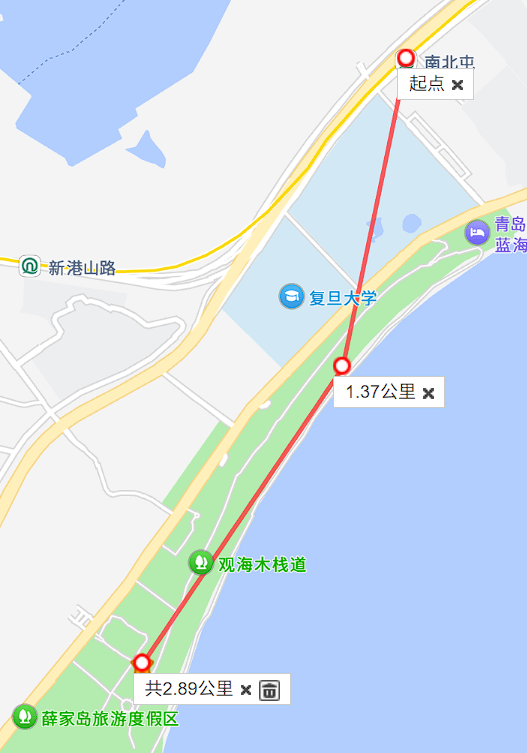 南北屯
起点
青岛
蓝海
新港山路
复旦大学
1.37公里
观海木栈道
共2.89公里
薛家岛旅游度假区